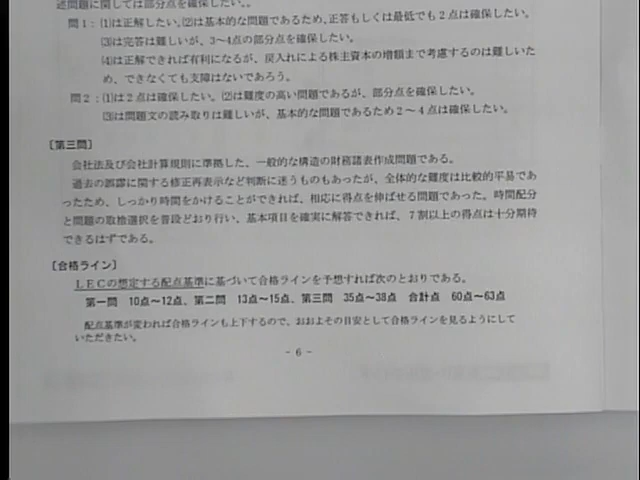 述問題に関しては部分点を確保したい。
問1：⑴は正解したい。⑵は基本的な問題であるため、正答もしくは最低でも2点は確保したい。
⑶は完答は難しいが、3～4点の部分点を確保したい。
⑷は正解できれば有利になるが、戻入れによる株主資本の増額まで考慮するのは難しいた
め、できなくても支障はないであろう。
問2：⑴は2点は確保したい。⑵は難度の高い問題であるが、部分点を確保したい。
⑶は問題文の読み取りは難しいが、基本的な問題であるため2～4点は確保したい。
［第三問］
会社法及び会社計算規則に準拠した、一般的な構造の財務諸表作成問題である。
過去の誤謬に関する修正再表示など判断に迷うものもあったが、全体的な難度は比較的平易であ
ったため、しっかり時間をかけることができれば、相応に得点を伸ばせる問題であった。時間配分
と問題の取捨選択を普段どおり行い、基本項目を確実に解答できれば、7割以上の得点は十分期待
できるはずである。
［合格ライン］
LECの想定する配点基準に基づいて合格ラインを予想すれば次のとおりである。
第一問 10点～12点、第二問 13点～15点、第三問 35点～38点 合計点 60点～63点
配点基準が変われば合格ラインも上下するので、おおよその目安として合格ラインを見るようにして
いただきたい。
- 6 -